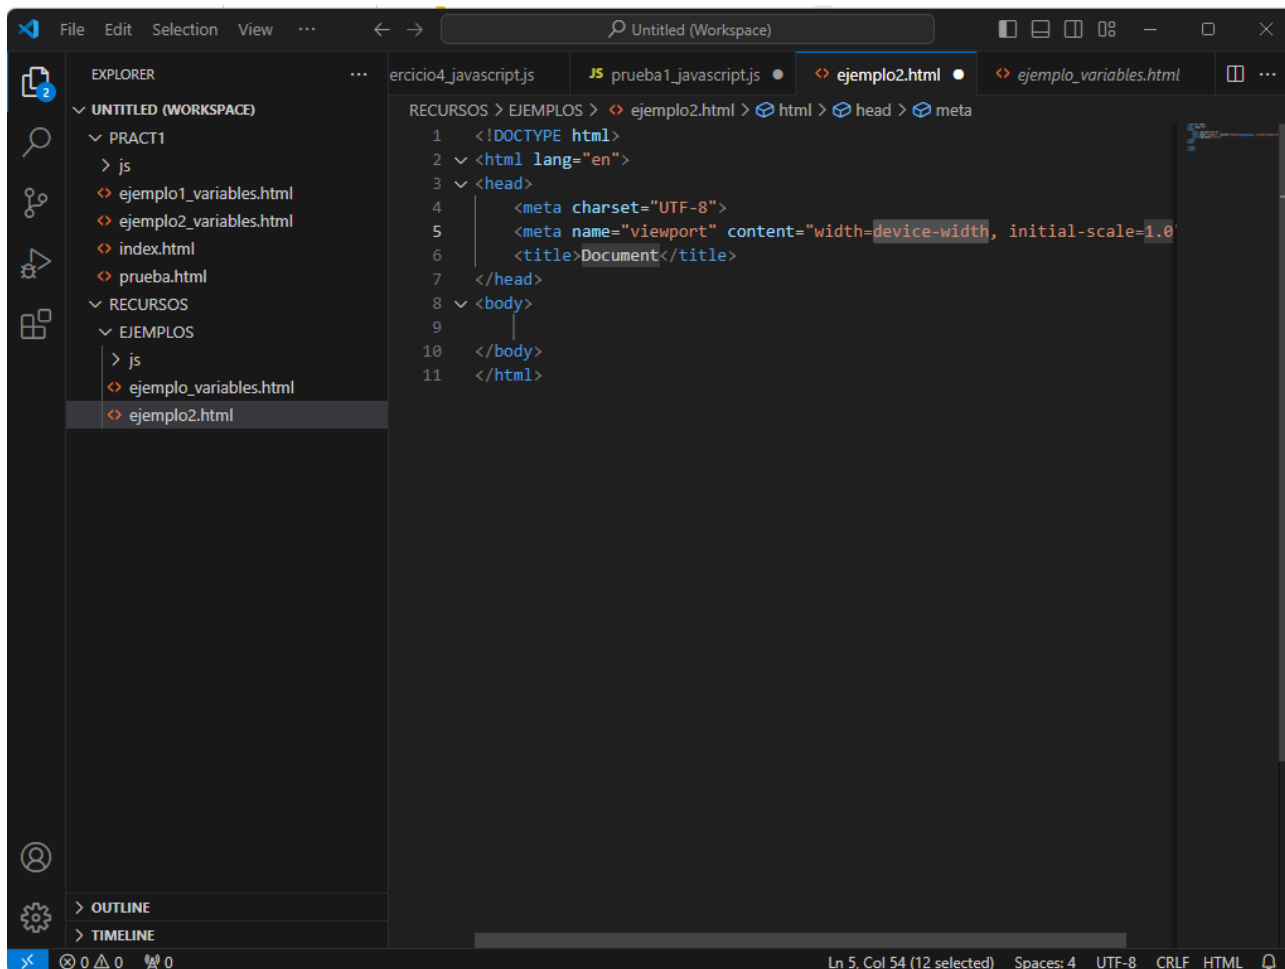 File Edit Selection View ··· Untitled (Workspace)
EXPLORER ···
2
UNTITLED (WORKSPACE)
PRACT1
js
ejemplo1_variables.html
ejemplo2_variables.html
index.html
prueba.html
RECURSOS
EJEMPLOS
js
ejemplo_variables.html
ejemplo2.html
OUTLINE
TIMELINE
ercicio4_javascript.js JS prueba1_javascript.js ejemplo2.html ejemplo_variables.html ···
RECURSOS > EJEMPLOS > ejemplo2.html > html > head > meta
1 <!DOCTYPE html>
2 <html lang="en">
3 <head>
4 <meta charset="UTF-8">
5 <meta name="viewport" content="width=device-width, initial-scale=1.0"
6 <title>Document</title>
7 </head>
8 <body>
9
10 </body>
11 </html>
0 0 0 Ln 5, Col 54 (12 selected) Spaces: 4 UTF-8 CRLF HTML